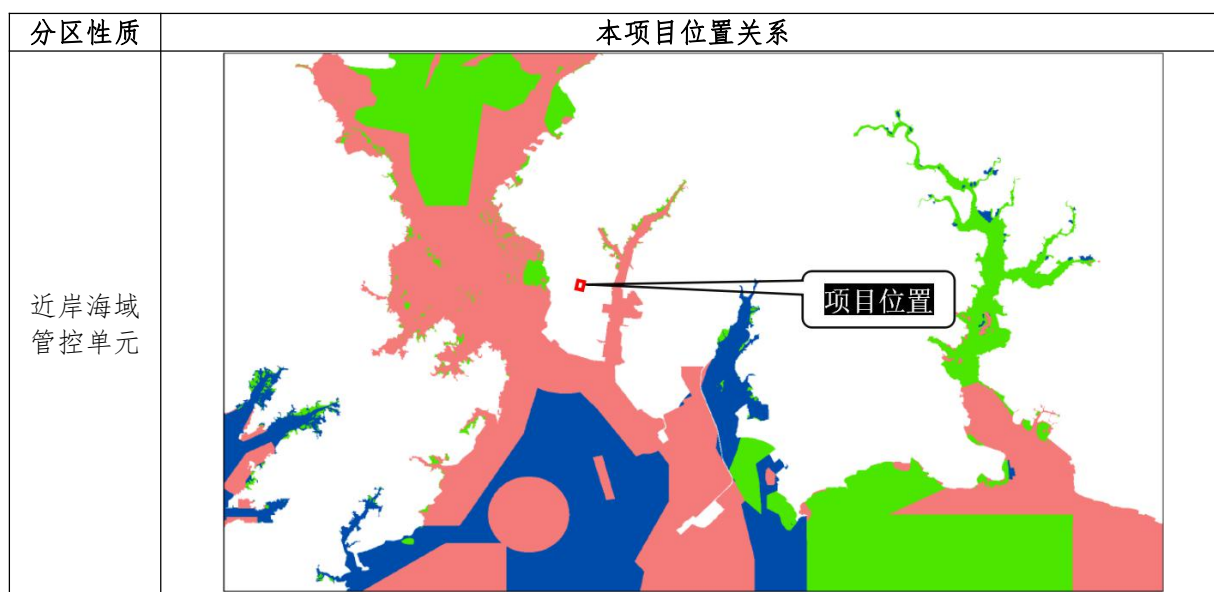 分区性质
本项目位置关系
近岸海域
管控单元
项目位置